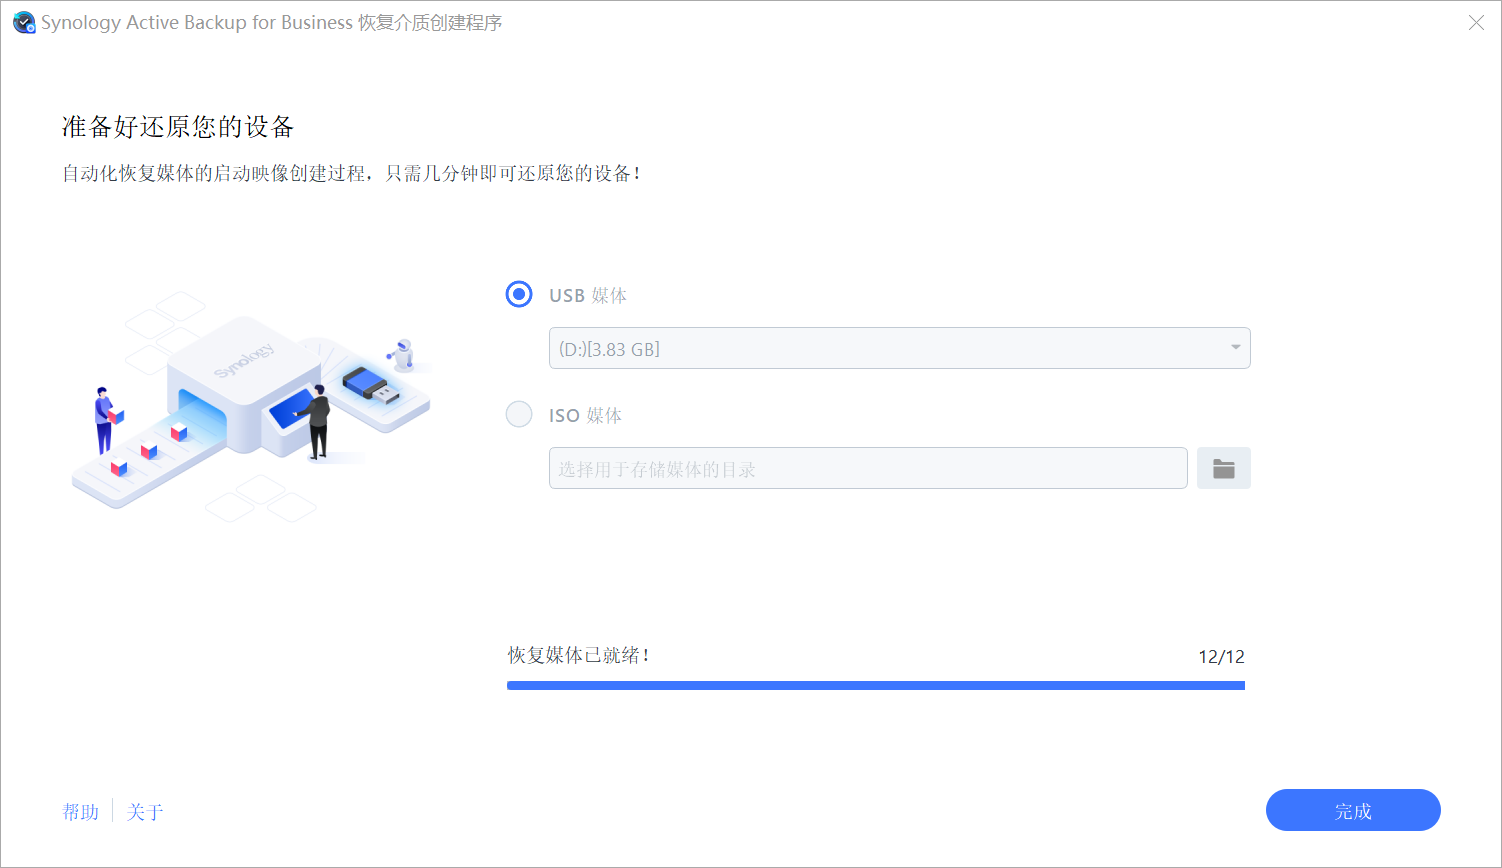 Synology Active Backup for Business 恢复介质创建程序
准备好还原您的设备
自动化恢复媒体的启动映像创建过程，只需几分钟即可还原您的设备！
Synology
USB 媒体
(D:)[3.83 GB]
ISO 媒体
选择用于存储媒体的目录
恢复媒体已就绪！
12/12
帮助
关于
完成